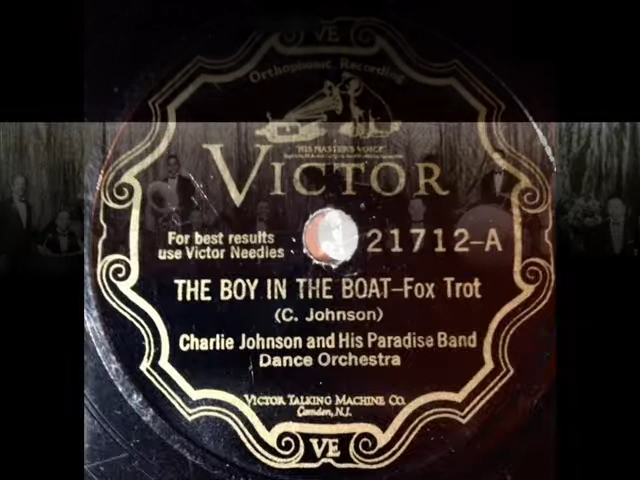 VE
Orthophonic Recording
"HIS MASTER'S VOICE"
VICTOR
For best results
use Victor Needles
21712-A
THE BOY IN THE BOAT-Fox Trot
(C. Johnson)
Charlie Johnson and His Paradise Band
Dance Orchestra
VICTOR TALKING MACHINE CO.
Camden, N.J.
VE